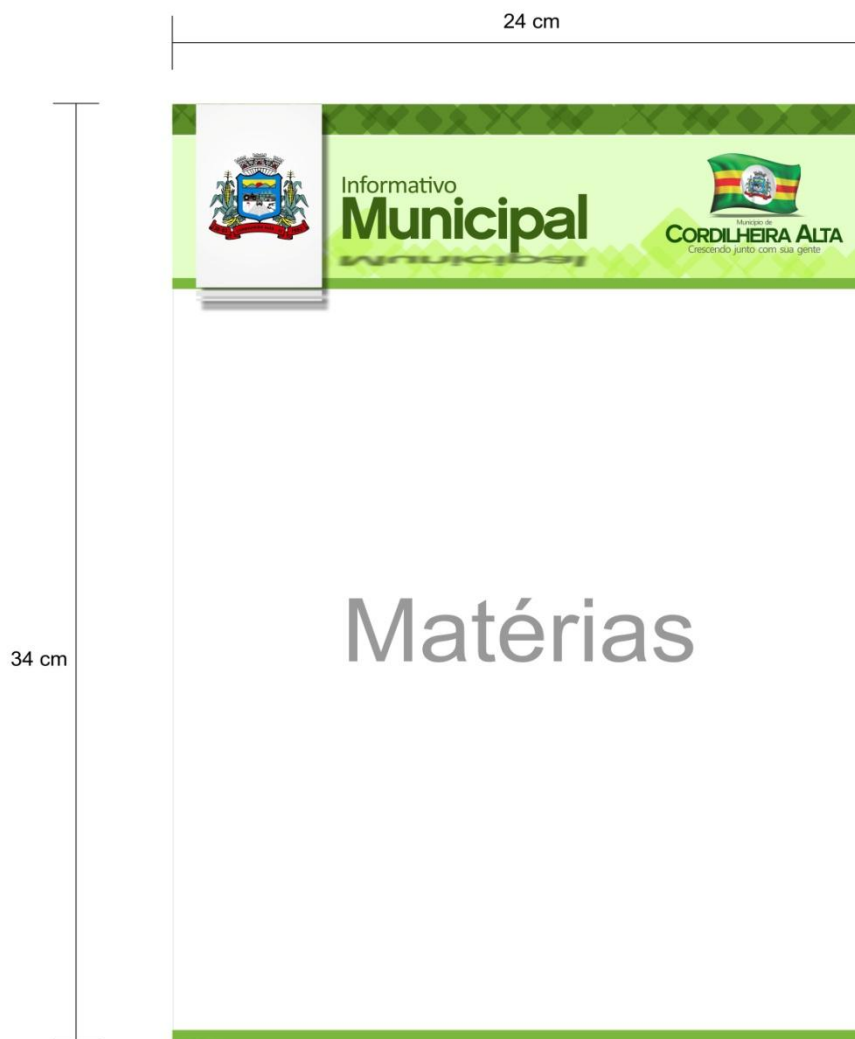 24 cm
Informativo
Municipal
Município de
CORDILHEIRA ALTA
Crescendo junto com sua gente
Matérias
34 cm